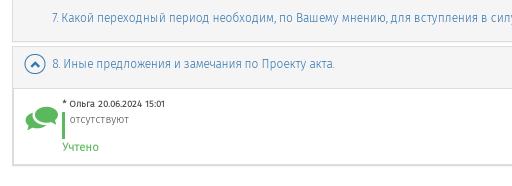 7. Какой переходный период необходим, по Вашему мнению, для вступления в
8. Иные предложения и замечания по Проекту акта.
* Ольга 20.06.2024 15:01
отсутствуют
Учтено